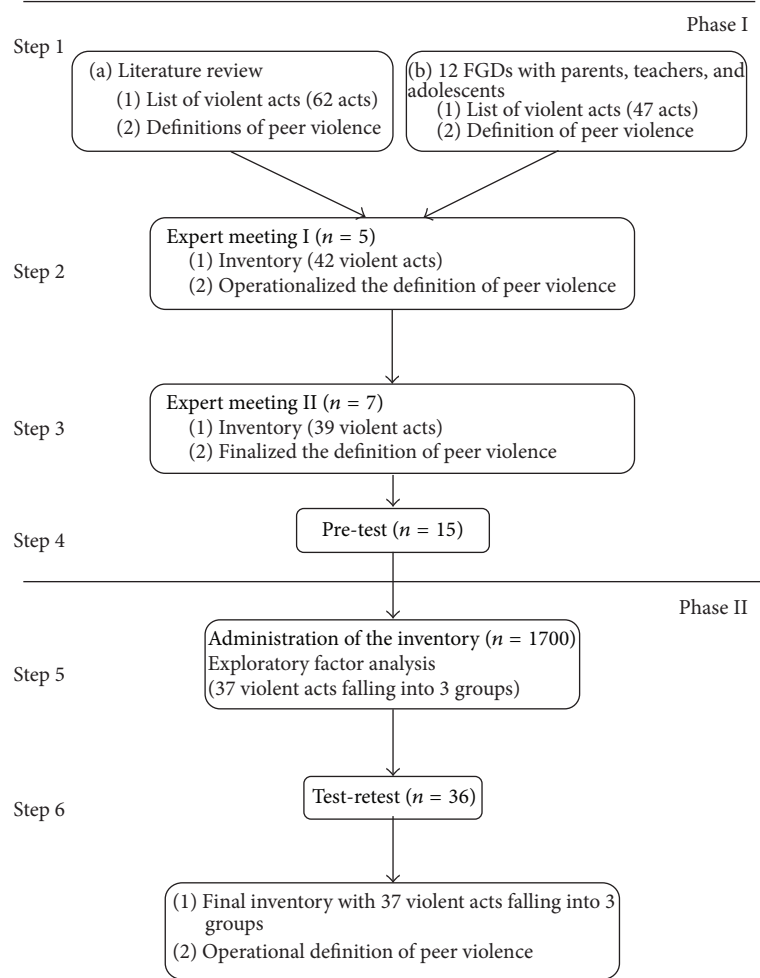 Phase I
Step 1
(a) Literature review
(1) List of violent acts (62 acts)
(2) Definitions of peer violence
(b) 12 FGDs with parents, teachers, and
adolescents
(1) List of violent acts (47 acts)
(2) Definition of peer violence
Step 2
Expert meeting I (n = 5)
(1) Inventory (42 violent acts)
(2) Operationalized the definition of peer violence
Step 3
Expert meeting II (n = 7)
(1) Inventory (39 violent acts)
(2) Finalized the definition of peer violence
Step 4
Pre-test (n = 15)
Phase II
Step 5
Administration of the inventory (n = 1700)
Exploratory factor analysis
(37 violent acts falling into 3 groups)
Step 6
Test-retest (n = 36)
(1) Final inventory with 37 violent acts falling into 3
groups
(2) Operational definition of peer violence